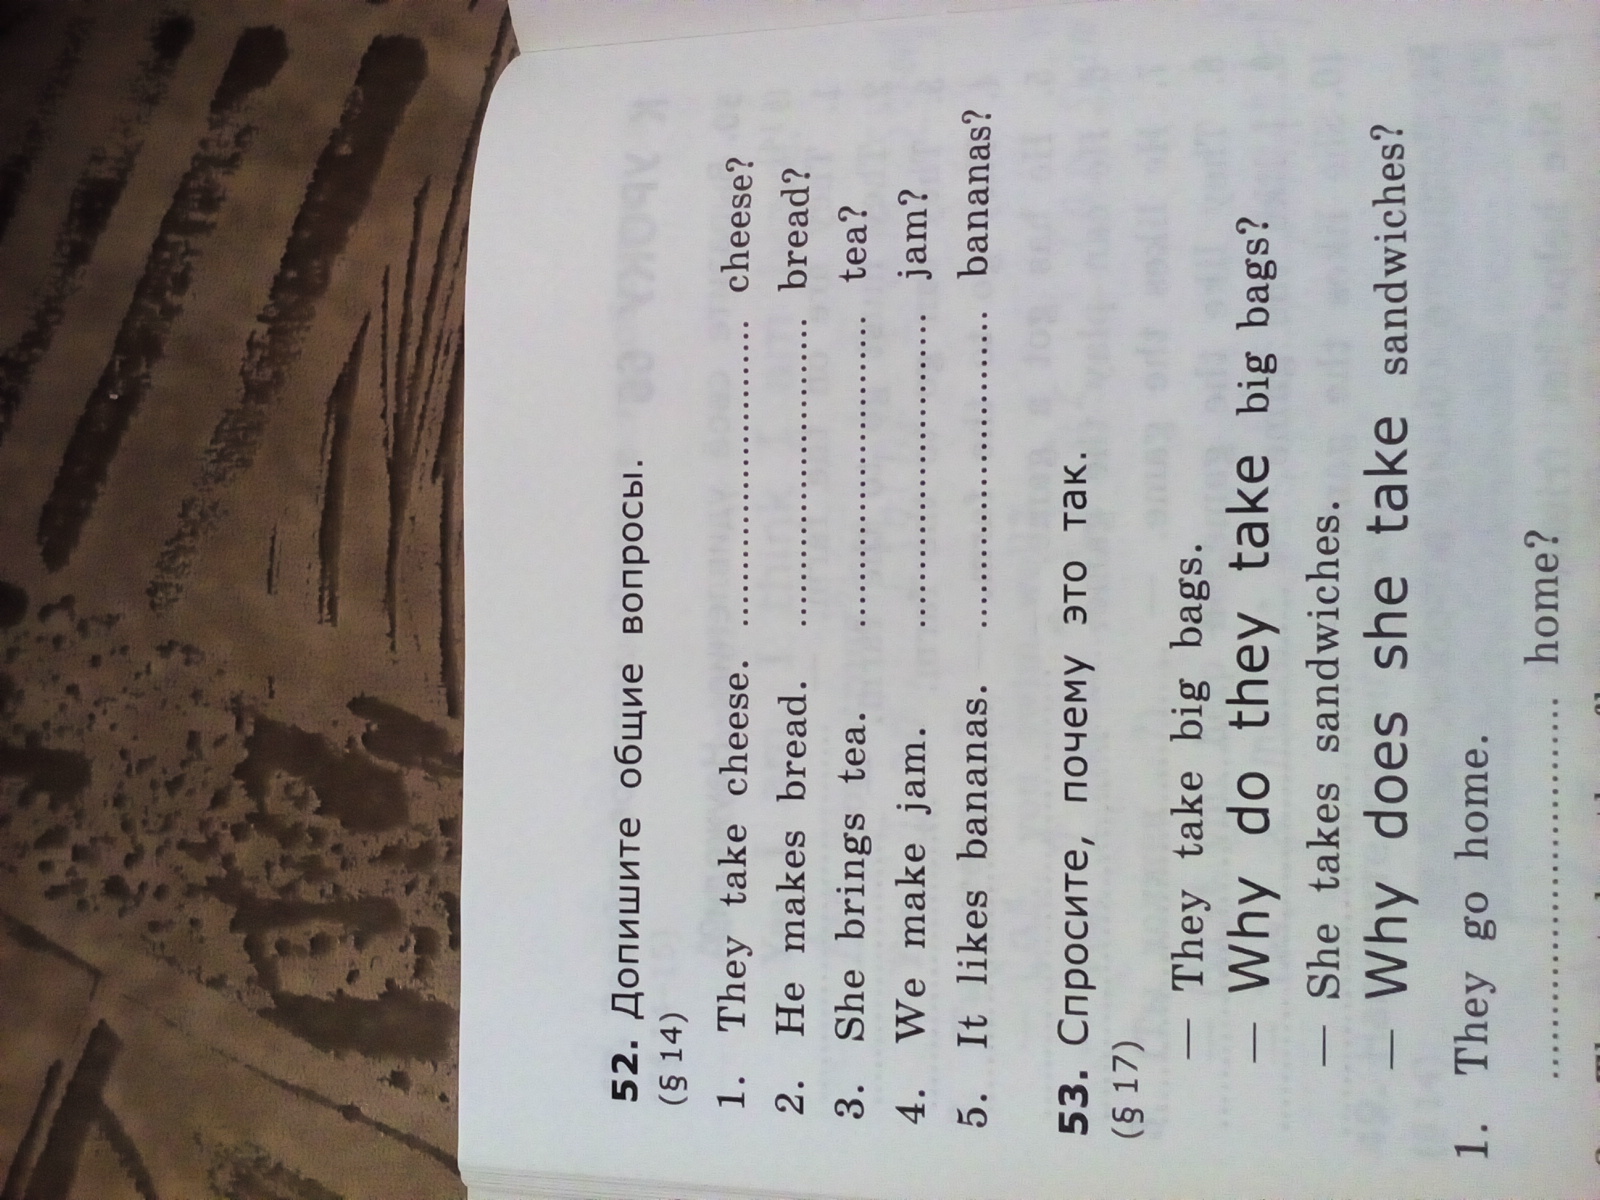 52. Допишите общие вопросы.
(§ 14)
1. They take cheese. .............................. cheese?
2. He makes bread. .............................. bread?
3. She brings tea. .............................. tea?
4. We make jam. .............................. jam?
5. It likes bananas. .............................. bananas?
53. Спросите, почему это так.
(§ 17)
— They take big bags.
— Why do they take big bags?
— She takes sandwiches.
— Why does she take sandwiches?
1. They go home.
.................................... home?